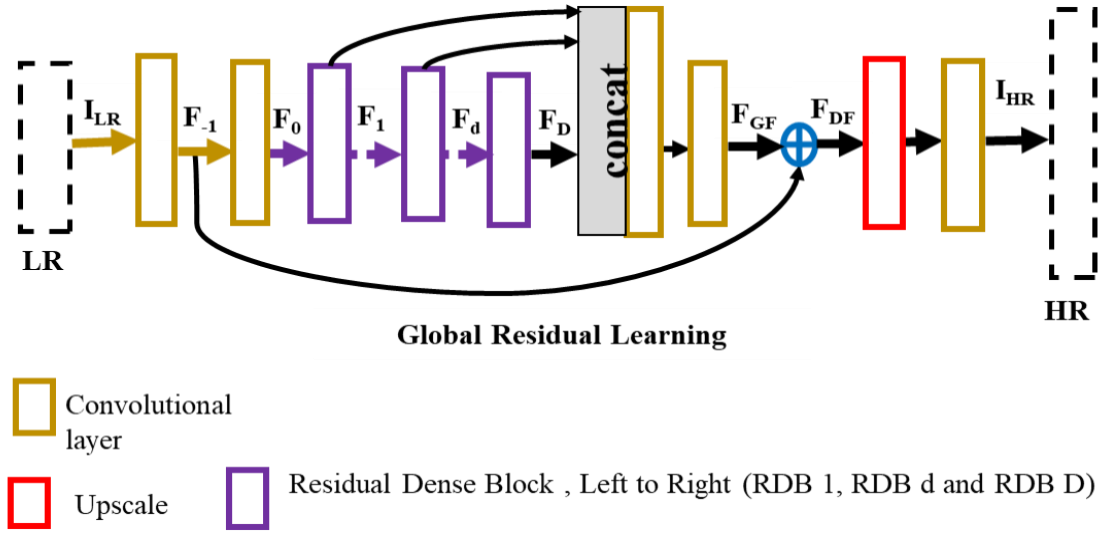 I_LR
F_-1
F_0
F_1
F_d
F_D
concat
F_GF
F_DF
I_HR
LR
HR
Global Residual Learning
Convolutional
layer
Upscale
Residual Dense Block , Left to Right (RDB 1, RDB d and RDB D)